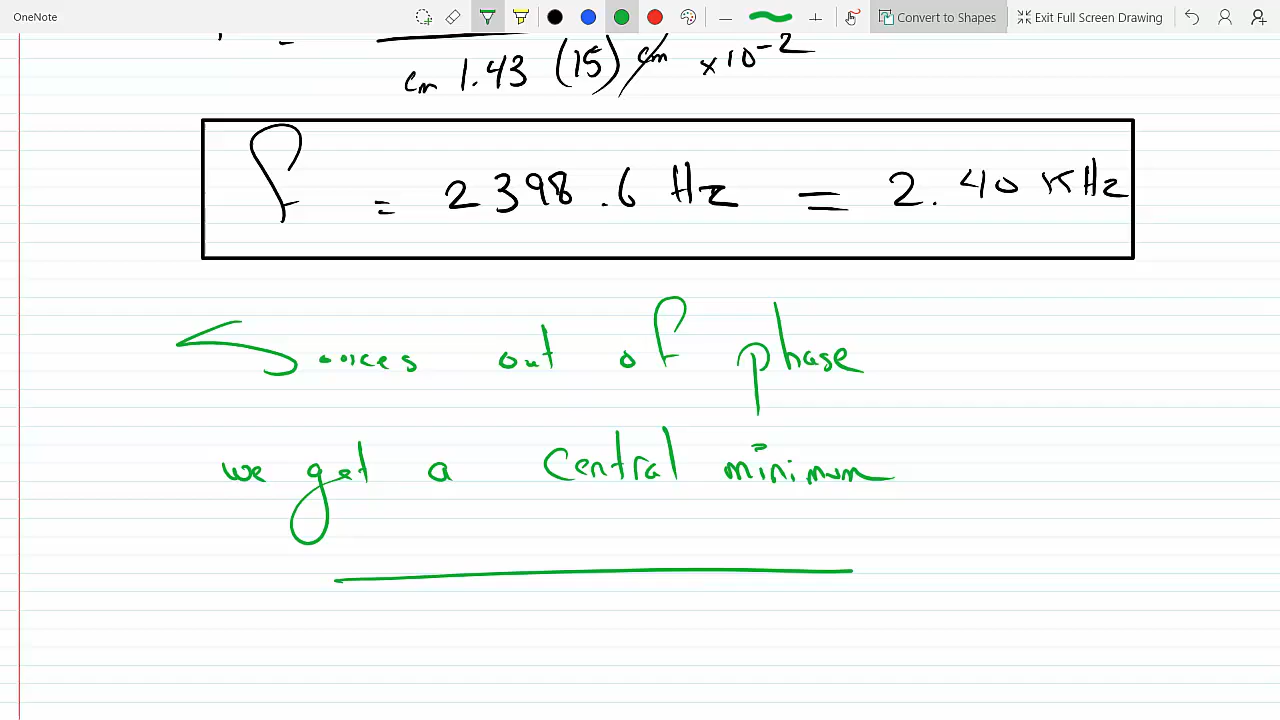 OneNote
Convert to Shapes
Exit Full Screen Drawing
cm 1.43 (15) cm × 10⁻²
f = 2398.6 Hz = 2.40 KHz
Sources out of phase
we get a central minimum